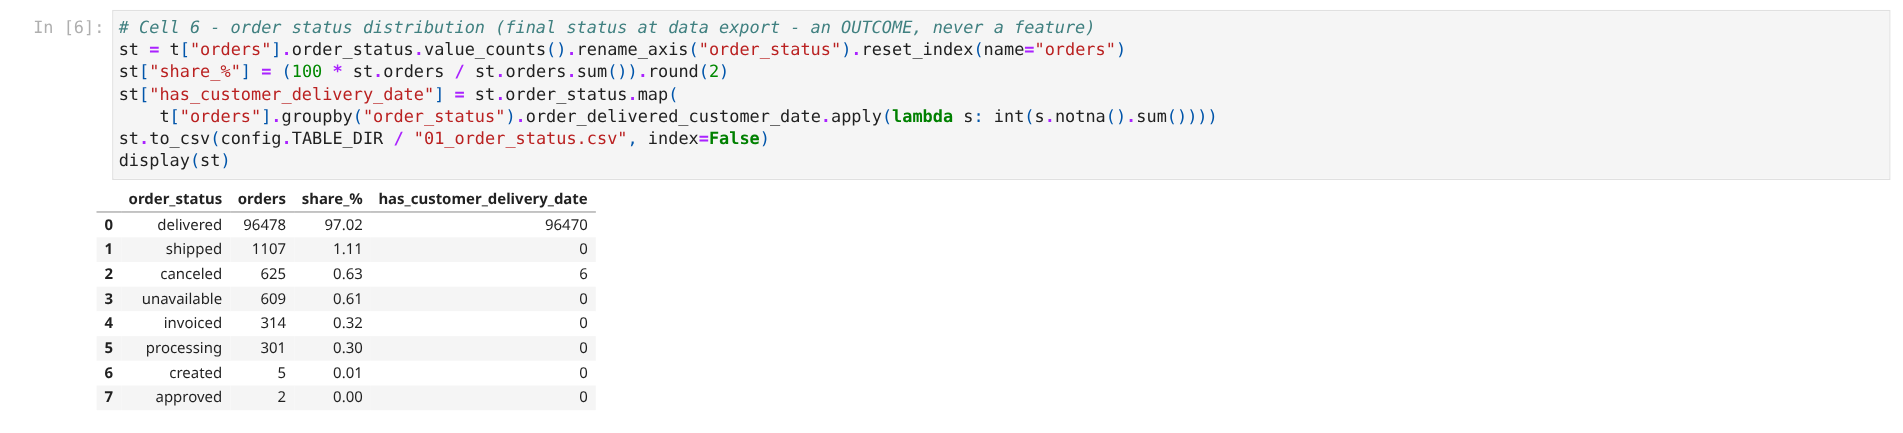 In [6]:
# Cell 6 - order status distribution (final status at data export - an OUTCOME, never a feature)
st = t["orders"].order_status.value_counts().rename_axis("order_status").reset_index(name="orders")
st["share_%"] = (100 * st.orders / st.orders.sum()).round(2)
st["has_customer_delivery_date"] = st.order_status.map(
    t["orders"].groupby("order_status").order_delivered_customer_date.apply(lambda s: int(s.notna().sum())))
st.to_csv(config.TABLE_DIR / "01_order_status.csv", index=False)
display(st)
order_status orders share_% has_customer_delivery_date
0 delivered 96478 97.02 96470
1 shipped 1107 1.11 0
2 canceled 625 0.63 6
3 unavailable 609 0.61 0
4 invoiced 314 0.32 0
5 processing 301 0.30 0
6 created 5 0.01 0
7 approved 2 0.00 0